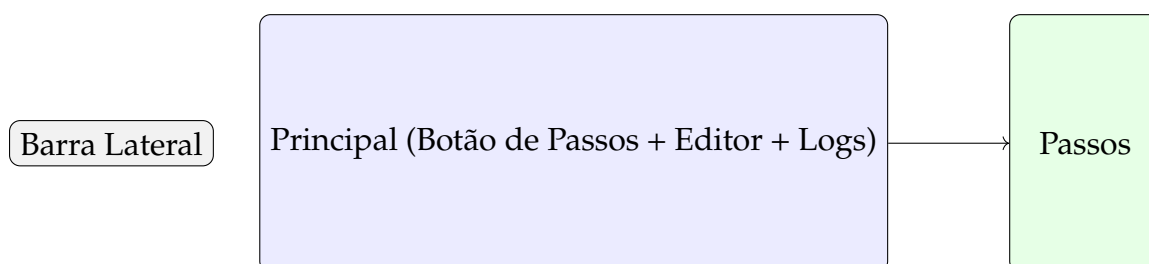 Barra Lateral
Principal (Botão de Passos + Editor + Logs)
Passos